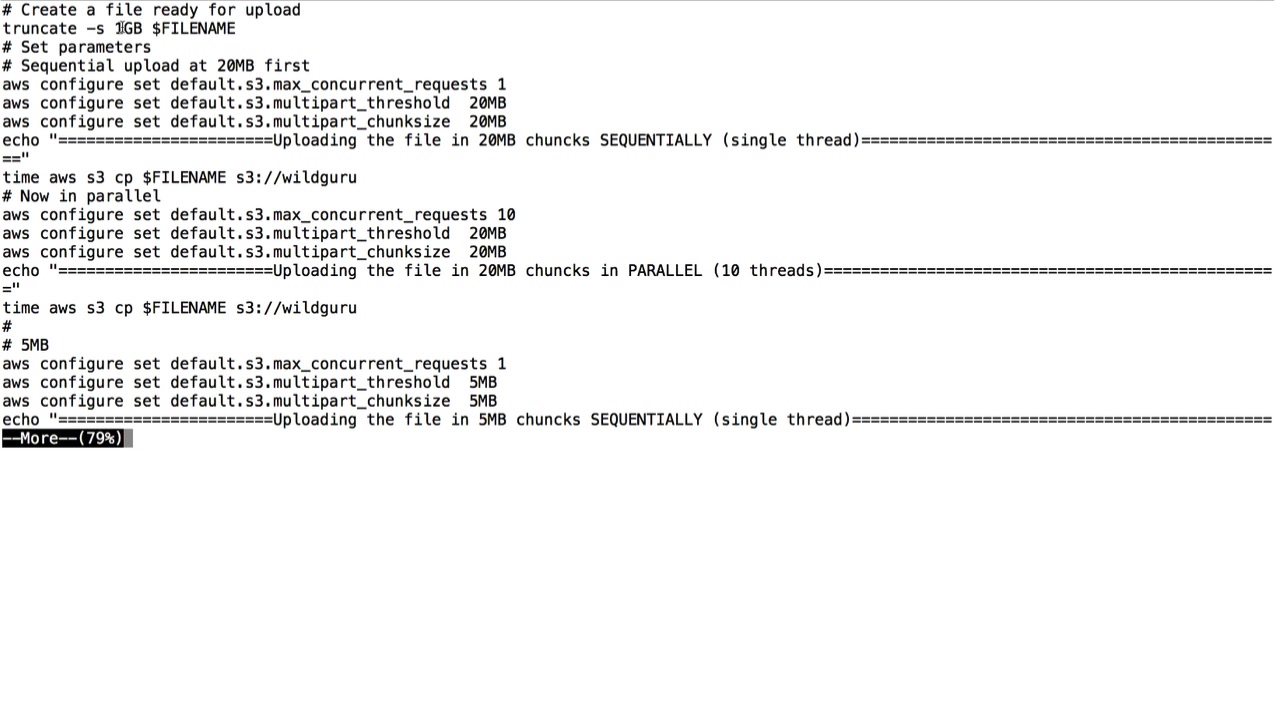 # Create a file ready for upload
truncate -s 1GB $FILENAME
# Set parameters
# Sequential upload at 20MB first
aws configure set default.s3.max_concurrent_requests 1
aws configure set default.s3.multipart_threshold  20MB
aws configure set default.s3.multipart_chunksize  20MB
echo "=======================Uploading the file in 20MB chuncks SEQUENTIALLY (single thread)============================================
=="
time aws s3 cp $FILENAME s3://wildguru
# Now in parallel
aws configure set default.s3.max_concurrent_requests 10
aws configure set default.s3.multipart_threshold  20MB
aws configure set default.s3.multipart_chunksize  20MB
echo "=======================Uploading the file in 20MB chuncks in PARALLEL (10 threads)================================================
="
time aws s3 cp $FILENAME s3://wildguru
#
# 5MB
aws configure set default.s3.max_concurrent_requests 1
aws configure set default.s3.multipart_threshold  5MB
aws configure set default.s3.multipart_chunksize  5MB
echo "=======================Uploading the file in 5MB chuncks SEQUENTIALLY (single thread)=============================================
--More--(79%)